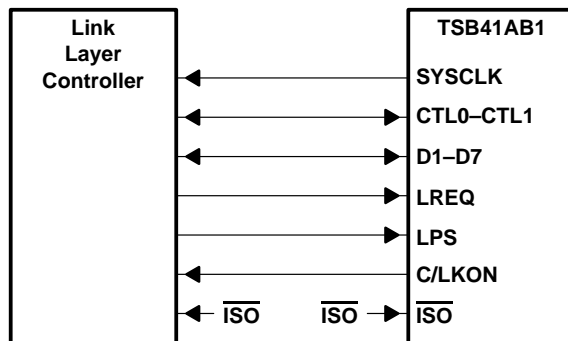 Link
Layer
Controller
TSB41AB1
SYSCLK
CTL0–CTL1
D1–D7
LREQ
LPS
C/LKON
ISO ISO ISO